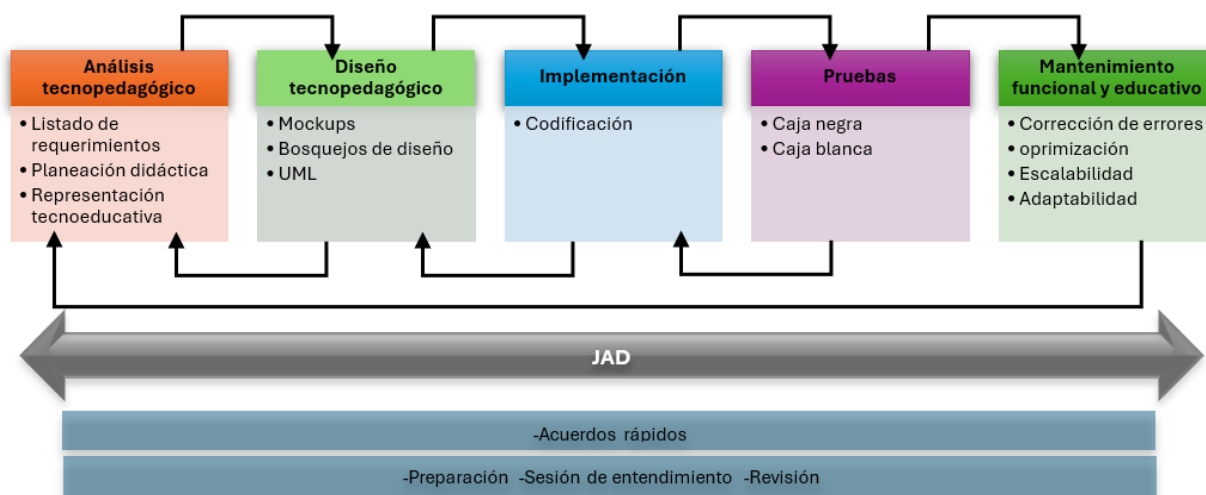 Análisis
tecnopedagógico
• Listado de
requerimientos
• Planeación didáctica
• Representación
tecnoeducativa
Diseño
tecnopedagógico
• Mockups
• Bosquejos de diseño
• UML
Implementación
• Codificación
Pruebas
• Caja negra
• Caja blanca
Mantenimiento
funcional y educativo
• Corrección de errores
• oprimización
• Escalabilidad
• Adaptabilidad
JAD
-Acuerdos rápidos
-Preparación -Sesión de entendimiento -Revisión